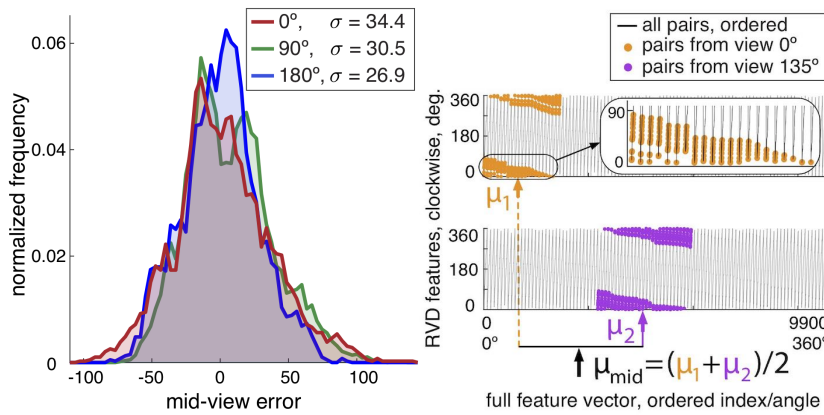 0°, σ = 34.4
90°, σ = 30.5
180°, σ = 26.9
0.06
0.04
0.02
0
normalized frequency
-100 -50 0 50 100
mid-view error
all pairs, ordered
pairs from view 0°
pairs from view 135°
RVD features, clockwise, deg.
360
180
0
90
0
μ1
360
180
0
μ2
0 9900
0° 360°
μmid=(μ1+μ2)/2
full feature vector, ordered index/angle